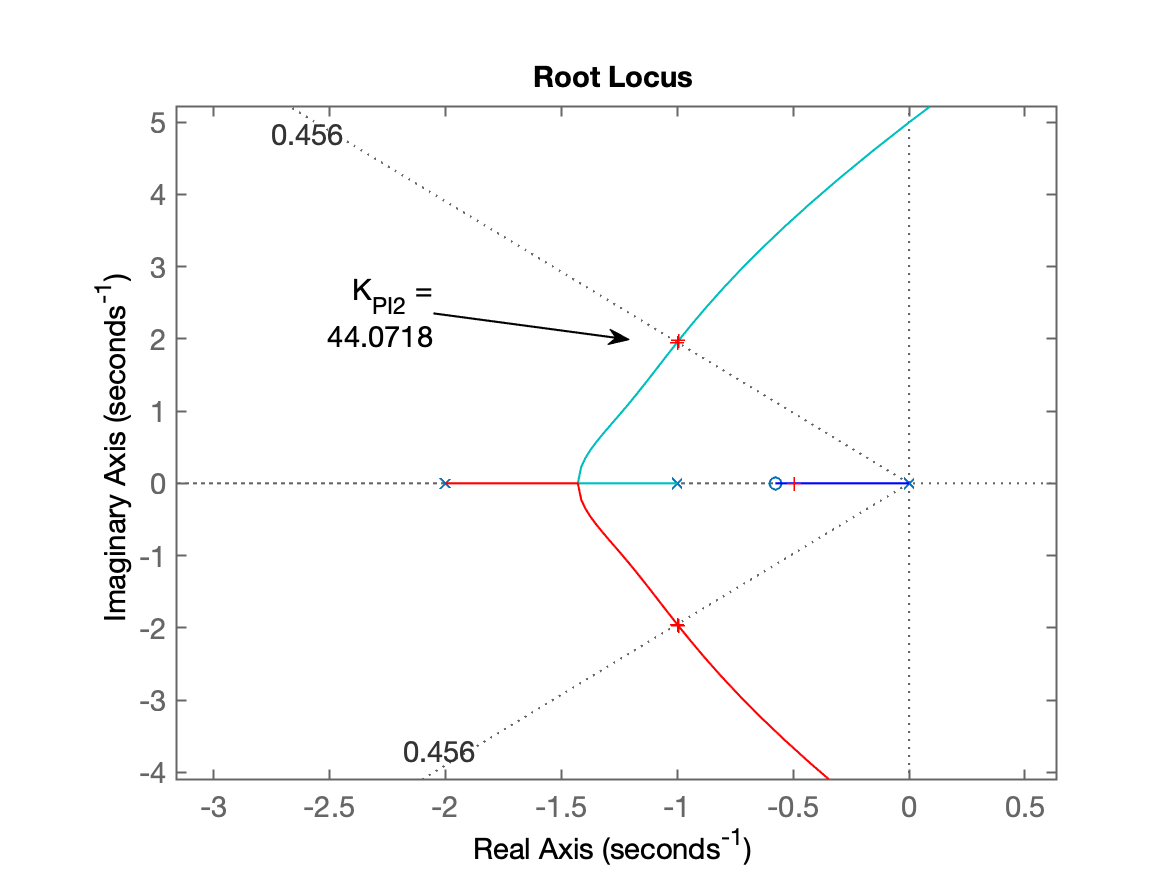 Root Locus
0.456
K_PI2 =
44.0718
0.456
5
4
3
2
1
0
-1
-2
-3
-4
-3 -2.5 -2 -1.5 -1 -0.5 0 0.5
Imaginary Axis (seconds^-1)
Real Axis (seconds^-1)